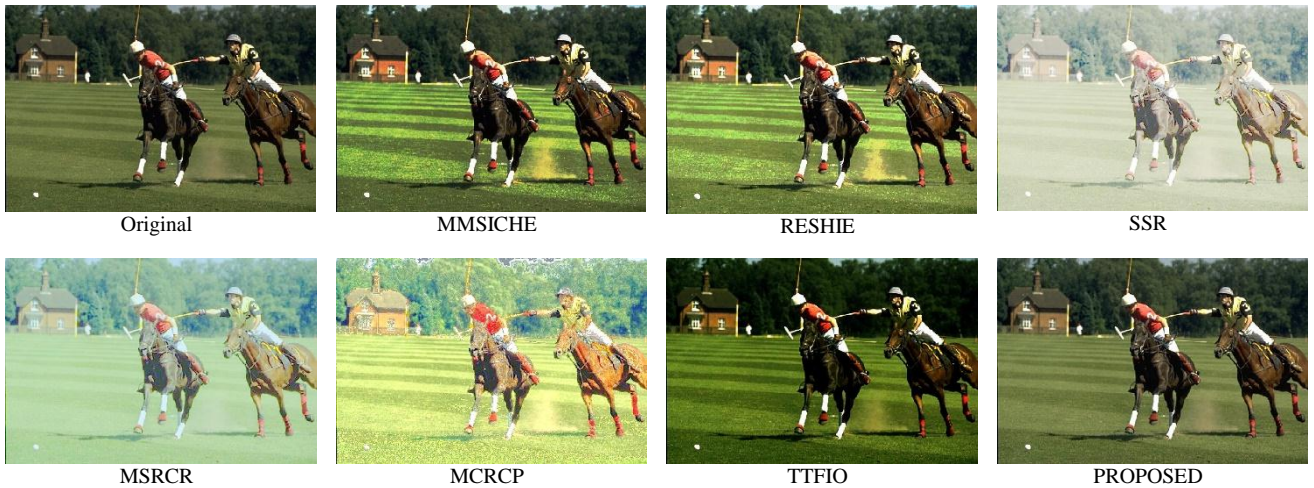 Original
MMSICHE
RESHIE
SSR
MSRCR
MCRCP
TTFIO
PROPOSED